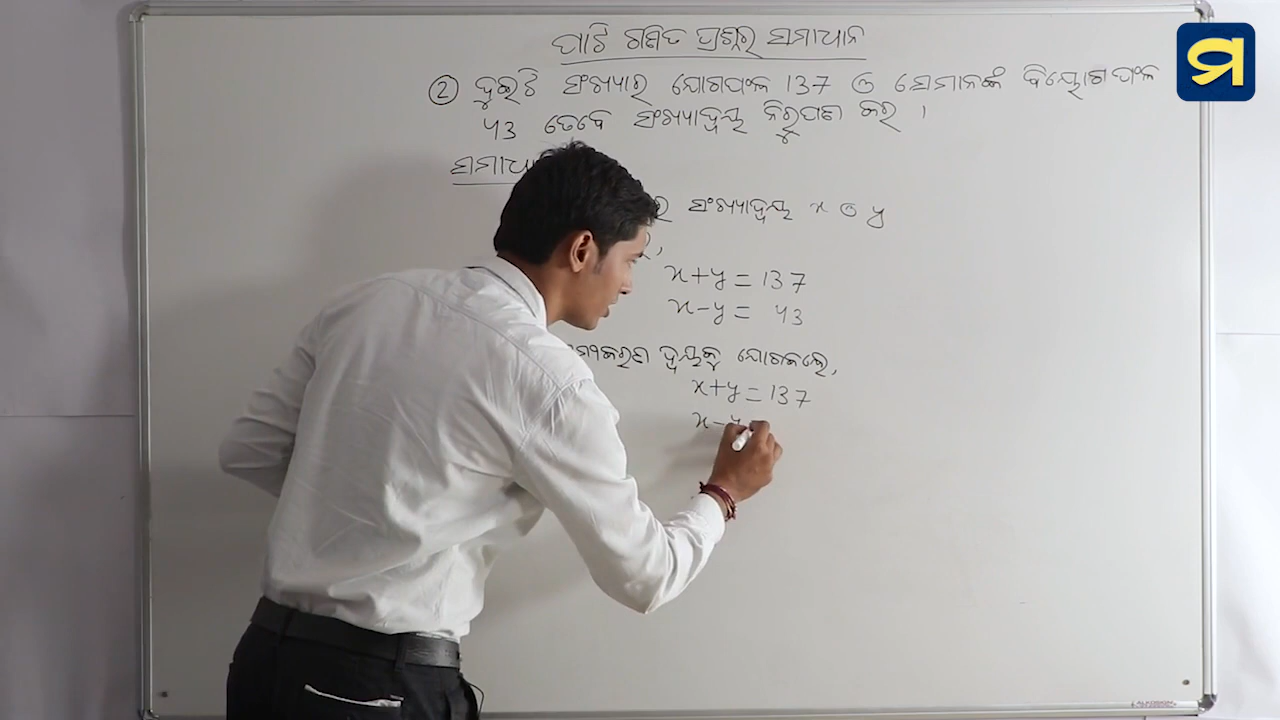 ପାଟି ଗଣିତ ପ୍ରଶ୍ନର ସମାଧାନ
ମ
② ଦୁଇଟି ସଂଖ୍ୟାର ଯୋଗଫଳ 137 ଓ ସେମାନଙ୍କ ବିୟୋଗ ଫଳ
43 ତେବେ ସଂଖ୍ୟାଦ୍ୱୟ ନିରୂପଣ କର ।
ସଂଖ୍ୟାଦ୍ୱୟ x ଓ y
x+y = 137
x-y = 43
ଦ୍ୱୟକୁ ଯୋଗକଲେ,
x+y = 137
x-y